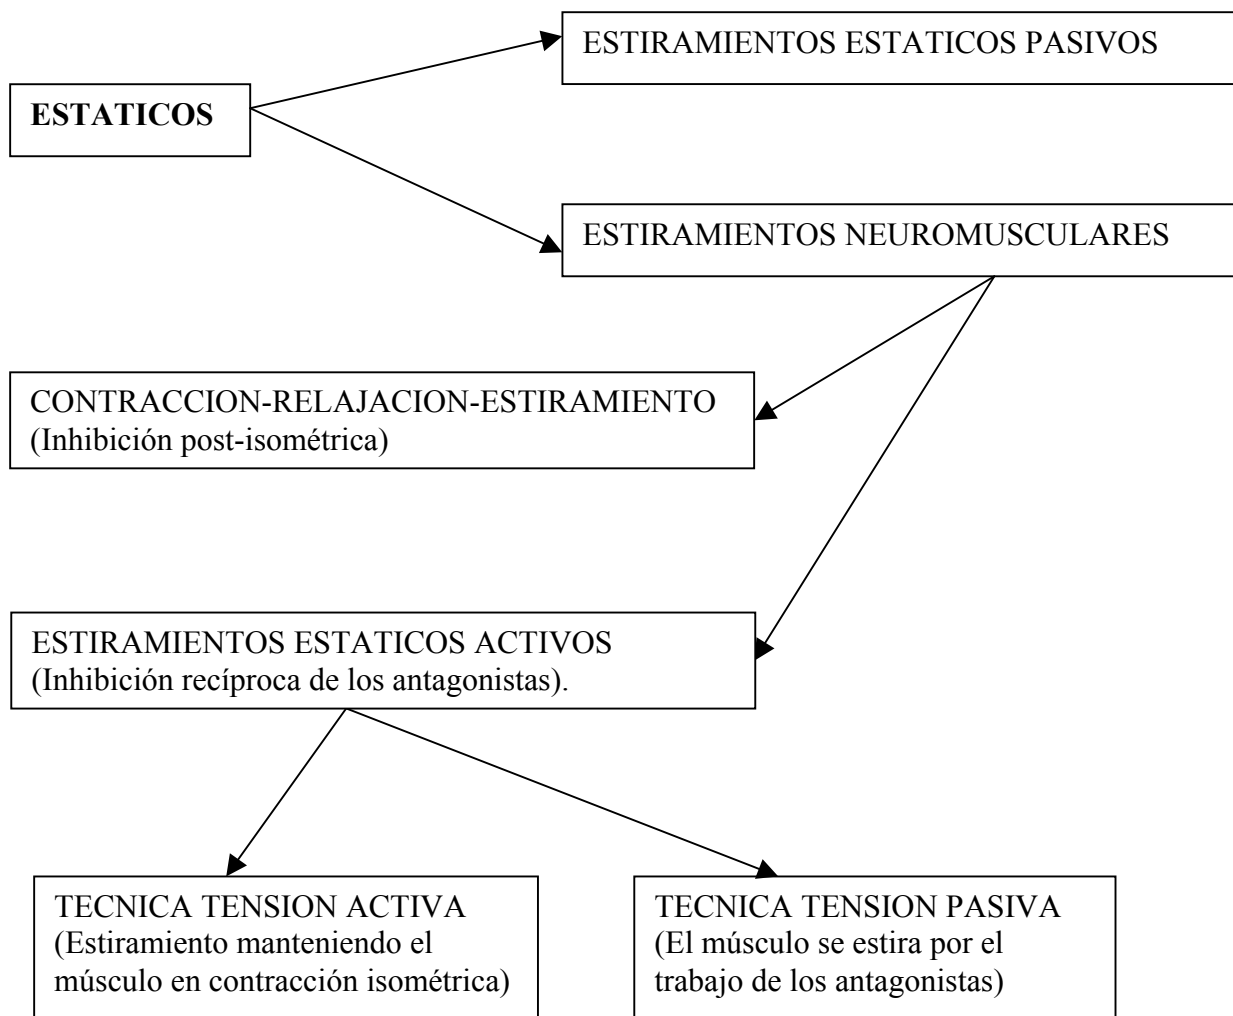 ESTIRAMIENTOS ESTATICOS PASIVOS
ESTATICOS
ESTIRAMIENTOS NEUROMUSCULARES
CONTRACCION-RELAJACION-ESTIRAMIENTO
(Inhibición post-isométrica)
ESTIRAMIENTOS ESTATICOS ACTIVOS
(Inhibición recíproca de los antagonistas).
TECNICA TENSION ACTIVA
(Estiramiento manteniendo el
músculo en contracción isométrica)
TECNICA TENSION PASIVA
(El músculo se estira por el
trabajo de los antagonistas)